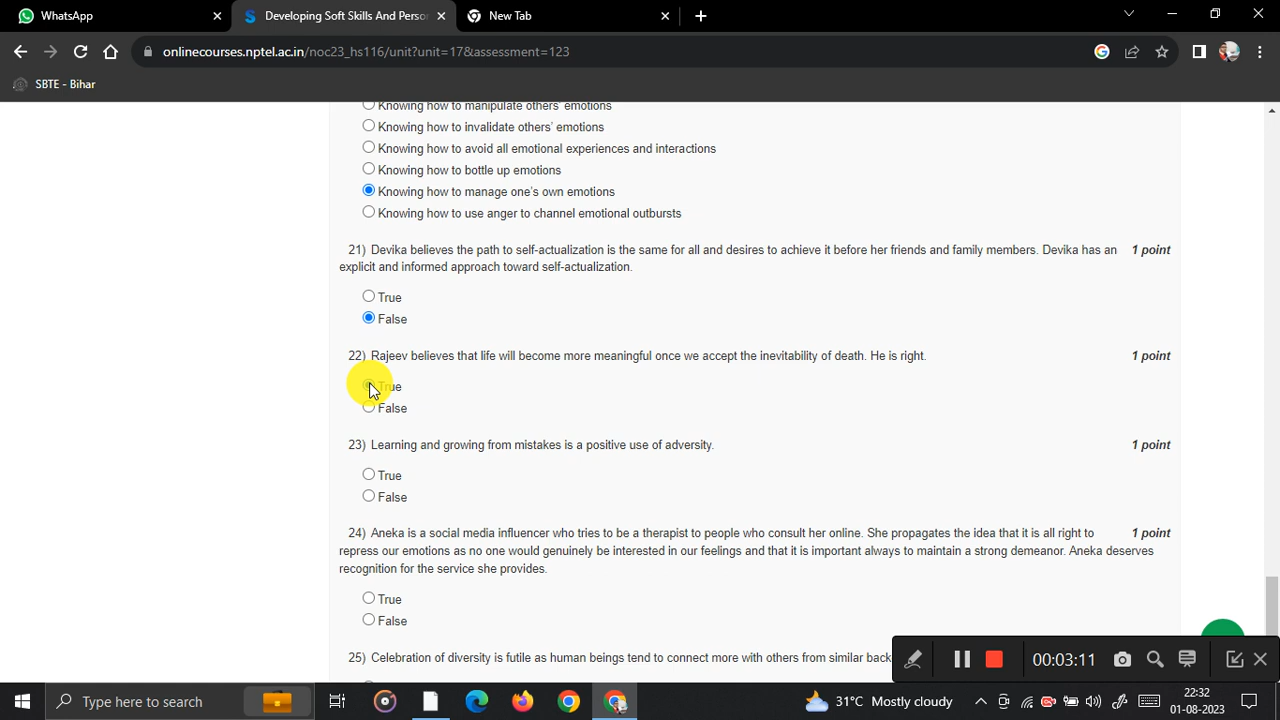 WhatsApp
Developing Soft Skills And Perso
New Tab
onlinecourses.nptel.ac.in/noc23_hs116/unit?unit=17&assessment=123
SBTE - Bihar
Knowing how to manipulate others' emotions
Knowing how to invalidate others' emotions
Knowing how to avoid all emotional experiences and interactions
Knowing how to bottle up emotions
Knowing how to manage one's own emotions
Knowing how to use anger to channel emotional outbursts
21) Devika believes the path to self-actualization is the same for all and desires to achieve it before her friends and family members. Devika has an 1 point
explicit and informed approach toward self-actualization.
True
False
22) Rajeev believes that life will become more meaningful once we accept the inevitability of death. He is right. 1 point
True
False
23) Learning and growing from mistakes is a positive use of adversity. 1 point
True
False
24) Aneka is a social media influencer who tries to be a therapist to people who consult her online. She propagates the idea that it is all right to 1 point
repress our emotions as no one would genuinely be interested in our feelings and that it is important always to maintain a strong demeanor. Aneka deserves
recognition for the service she provides.
True
False
25) Celebration of diversity is futile as human beings tend to connect more with others from similar back
00:03:11
Type here to search
31°C Mostly cloudy
22:32
01-08-2023